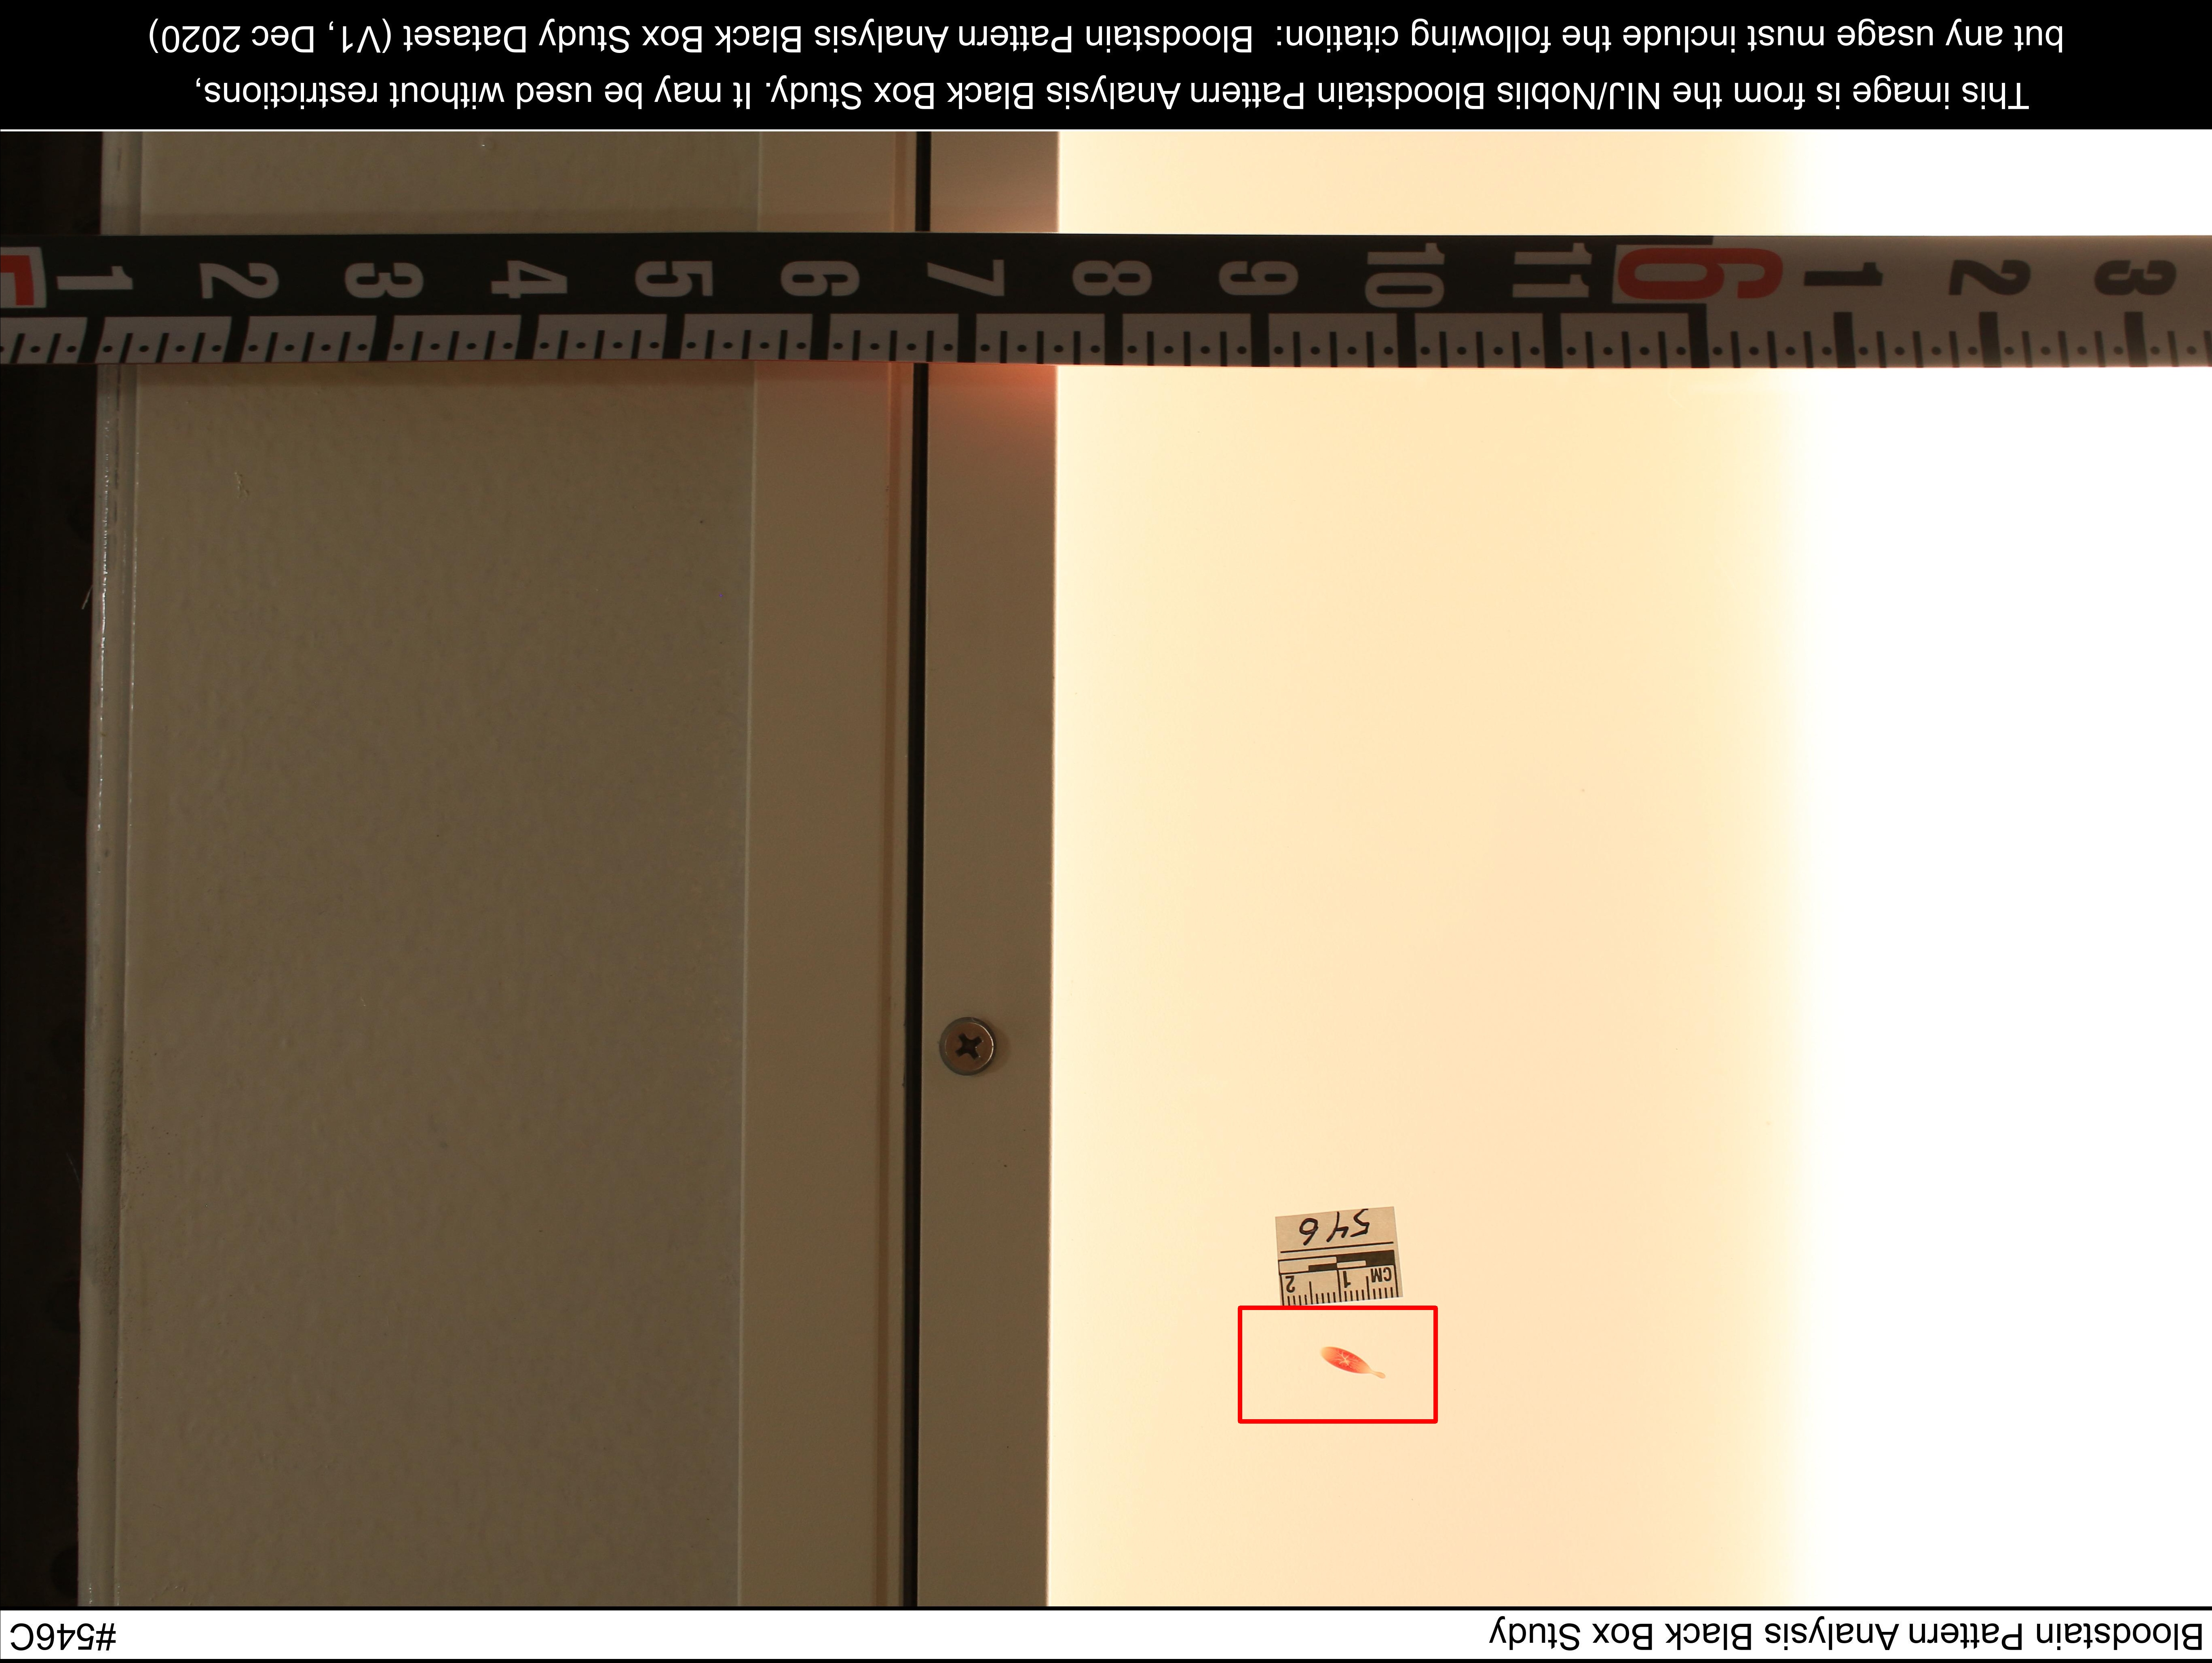 Bloodstain Pattern Analysis Black Box Study
#546C
CM 1 2
546
3 2 1 6 11 10 9 8 7 6 5 4 3 2 1
This image is from the NIJ/Noblis Bloodstain Pattern Analysis Black Box Study. It may be used without restrictions,
but any usage must include the following citation: Bloodstain Pattern Analysis Black Box Study Dataset (V1, Dec 2020)